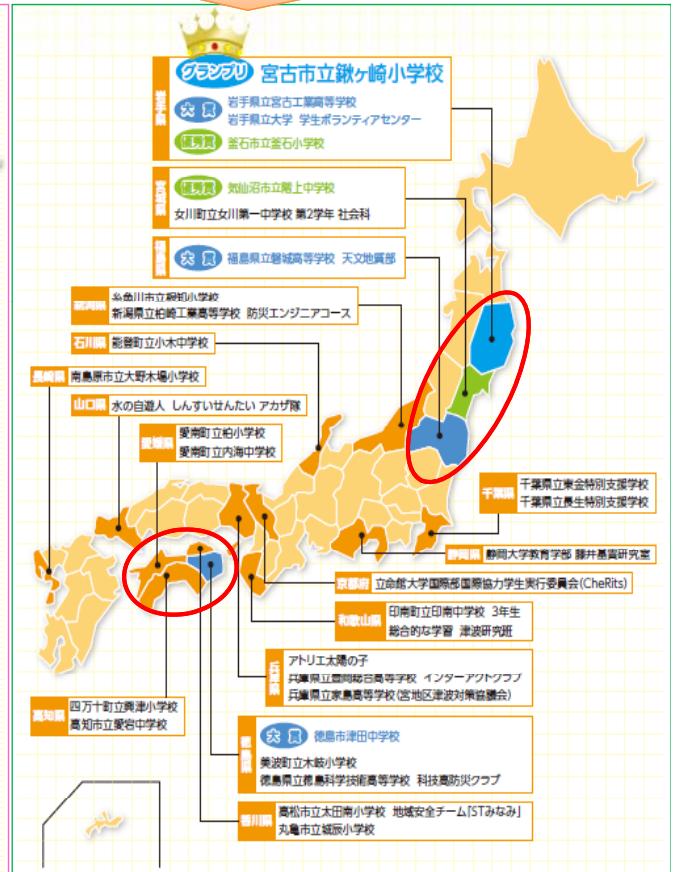 岩手県
グランプリ 宮古市立鍬ヶ崎小学校
大賞 岩手県立宮古工業高等学校
岩手県立大学 学生ボランティアセンター
釜石市立釜石小学校
宮城県
気仙沼市立階上中学校
女川町立女川第一中学校 第2学年 社会科
福島県
大賞 福島県立磐城高等学校 天文地質部
新潟県
糸魚川市立根知小学校
新潟県立柏崎工業高等学校 防災エンジニアコース
石川県 能登町立小木中学校
長崎県 南島原市立大野木場小学校
山口県 水の自遊人 しんすいせんたい アカザ隊
愛媛県
愛南町立柏小学校
愛南町立内海中学校
千葉県
千葉県立東金特別支援学校
千葉県立長生特別支援学校
静岡県 静岡大学教育学部 藤井基貴研究室
京都府 立命館大学国際部国際協力学生実行委員会(CheRits)
和歌山県
印南町立印南中学校 3年生
総合的な学習 津波研究班
兵庫県
アトリエ太陽の子
兵庫県立豊岡総合高等学校 インターアクトクラブ
兵庫県立家島高等学校(宮地区津波対策協議会)
高知県
四万十町立興津小学校
高知市立愛宕中学校
徳島県
大賞 徳島市津田中学校
美波町立木岐小学校
徳島県立徳島科学技術高等学校 科技高防災クラブ
香川県
高松市立太田南小学校 地域安全チーム「STみなみ」
丸亀市立城辰小学校